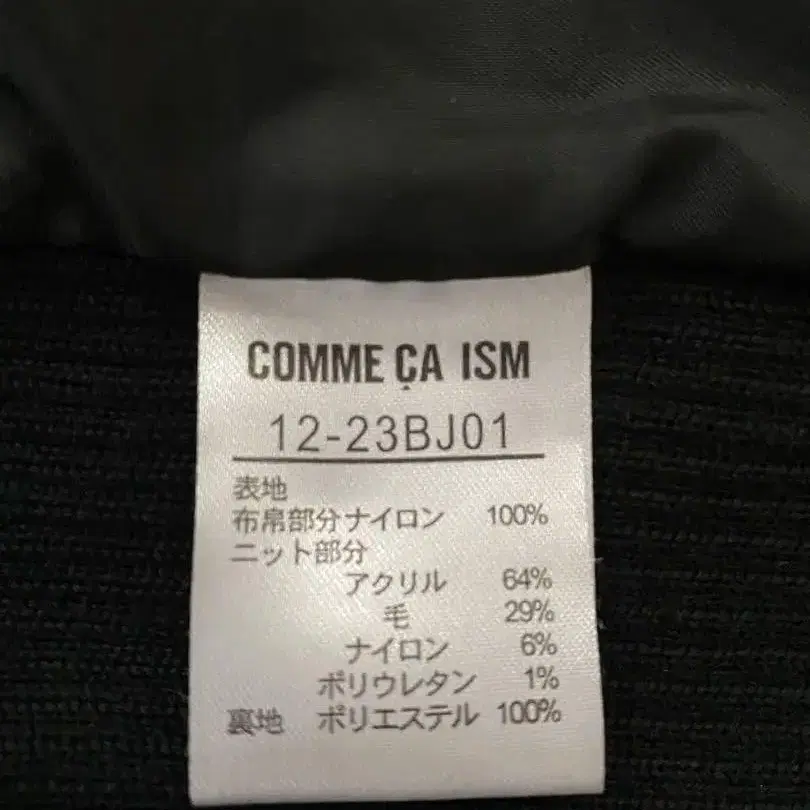 COMME ÇA ISM
12-23BJ01
表地
布帛部分ナイロン 100%
ニット部分
アクリル 64%
毛 29%
ナイロン 6%
ポリウレタン 1%
裏地 ポリエステル 100%